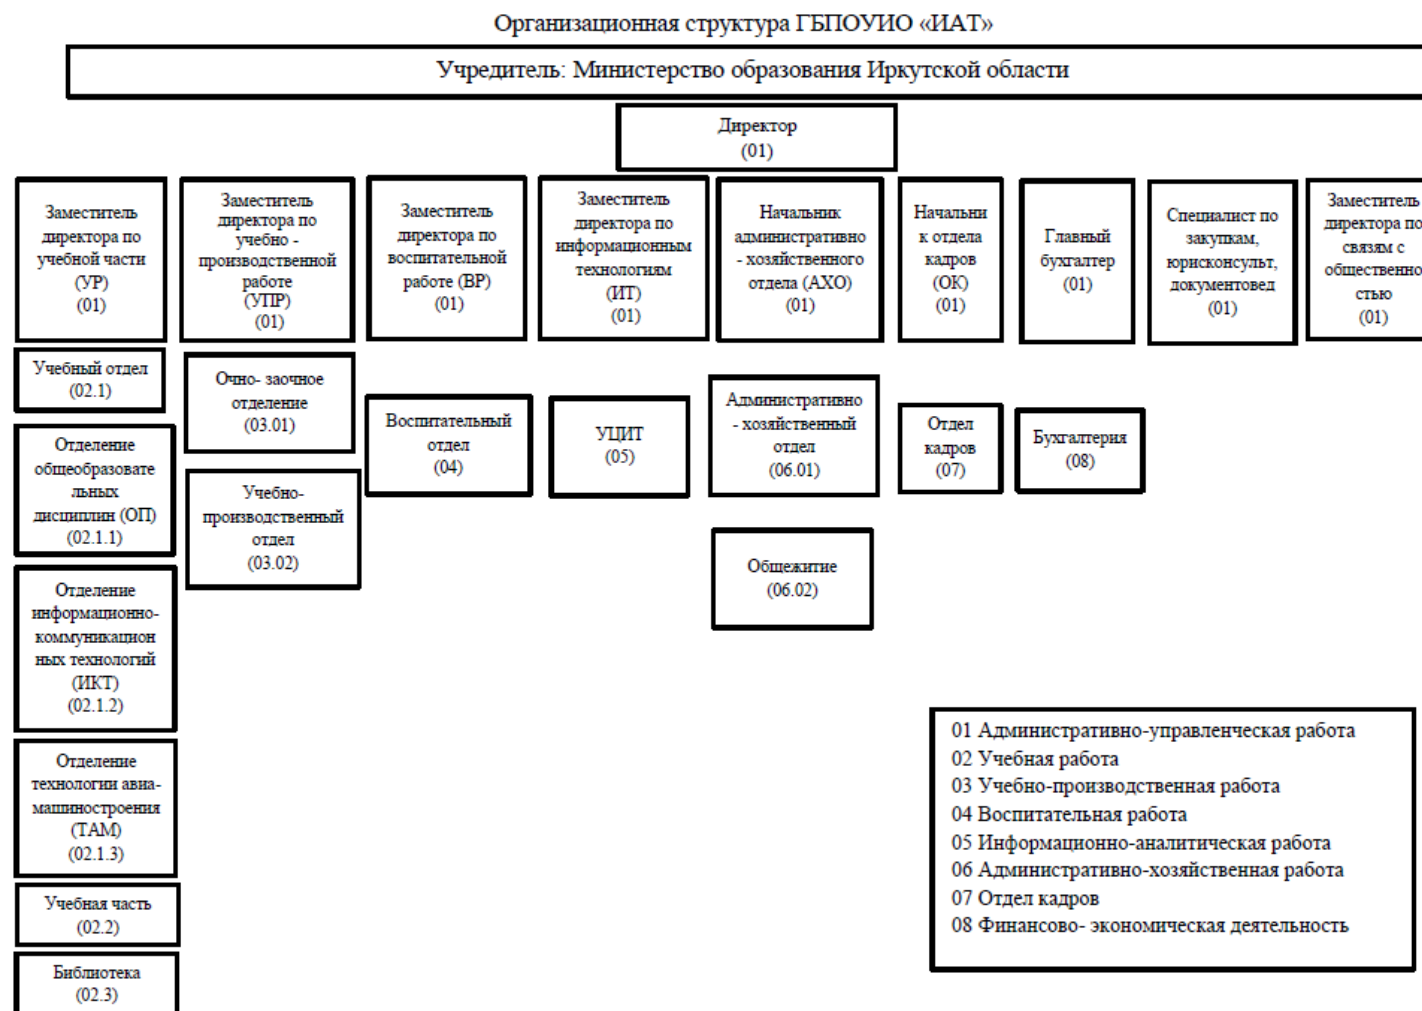 Организационная структура ГБПОУИО «ИАТ»
Учредитель: Министерство образования Иркутской области
Директор
(01)
Заместитель
директора по
учебной части
(УР)
(01)
Заместитель
директора по
учебно -
производственной
работе
(УПР)
(01)
Заместитель
директора по
воспитательной
работе (ВР)
(01)
Заместитель
директора по
информационным
технологиям
(ИТ)
(01)
Начальник
административно
- хозяйственного
отдела (АХО)
(01)
Начальни
к отдела
кадров
(ОК)
(01)
Главный
бухгалтер
(01)
Специалист по
закупкам,
юрисконсульт,
документовед
(01)
Заместитель
директора по
связям с
общественно
стью
(01)
Учебный отдел
(02.1)
Отделение
общеобразовате
льных
дисциплин (ОП)
(02.1.1)
Отделение
информационно-
коммуникацион
ных технологий
(ИКТ)
(02.1.2)
Отделение
технологии авиа-
машиностроения
(ТАМ)
(02.1.3)
Учебная часть
(02.2)
Библиотека
(02.3)
Очно- заочное
отделение
(03.01)
Учебно-
производственный
отдел
(03.02)
Воспитательный
отдел
(04)
УЦИТ
(05)
Административно
- хозяйственный
отдел
(06.01)
Общежитие
(06.02)
Отдел
кадров
(07)
Бухгалтерия
(08)
01 Административно-управленческая работа
02 Учебная работа
03 Учебно-производственная работа
04 Воспитательная работа
05 Информационно-аналитическая работа
06 Административно-хозяйственная работа
07 Отдел кадров
08 Финансово- экономическая деятельность